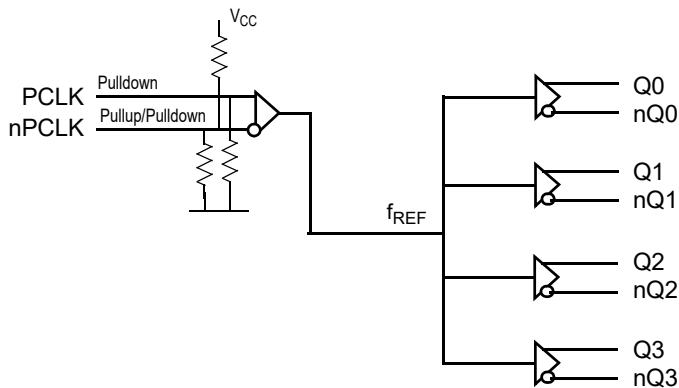 VCC
PCLK
Pulldown
nPCLK
Pullup/Pulldown
fREF
Q0
nQ0
Q1
nQ1
Q2
nQ2
Q3
nQ3